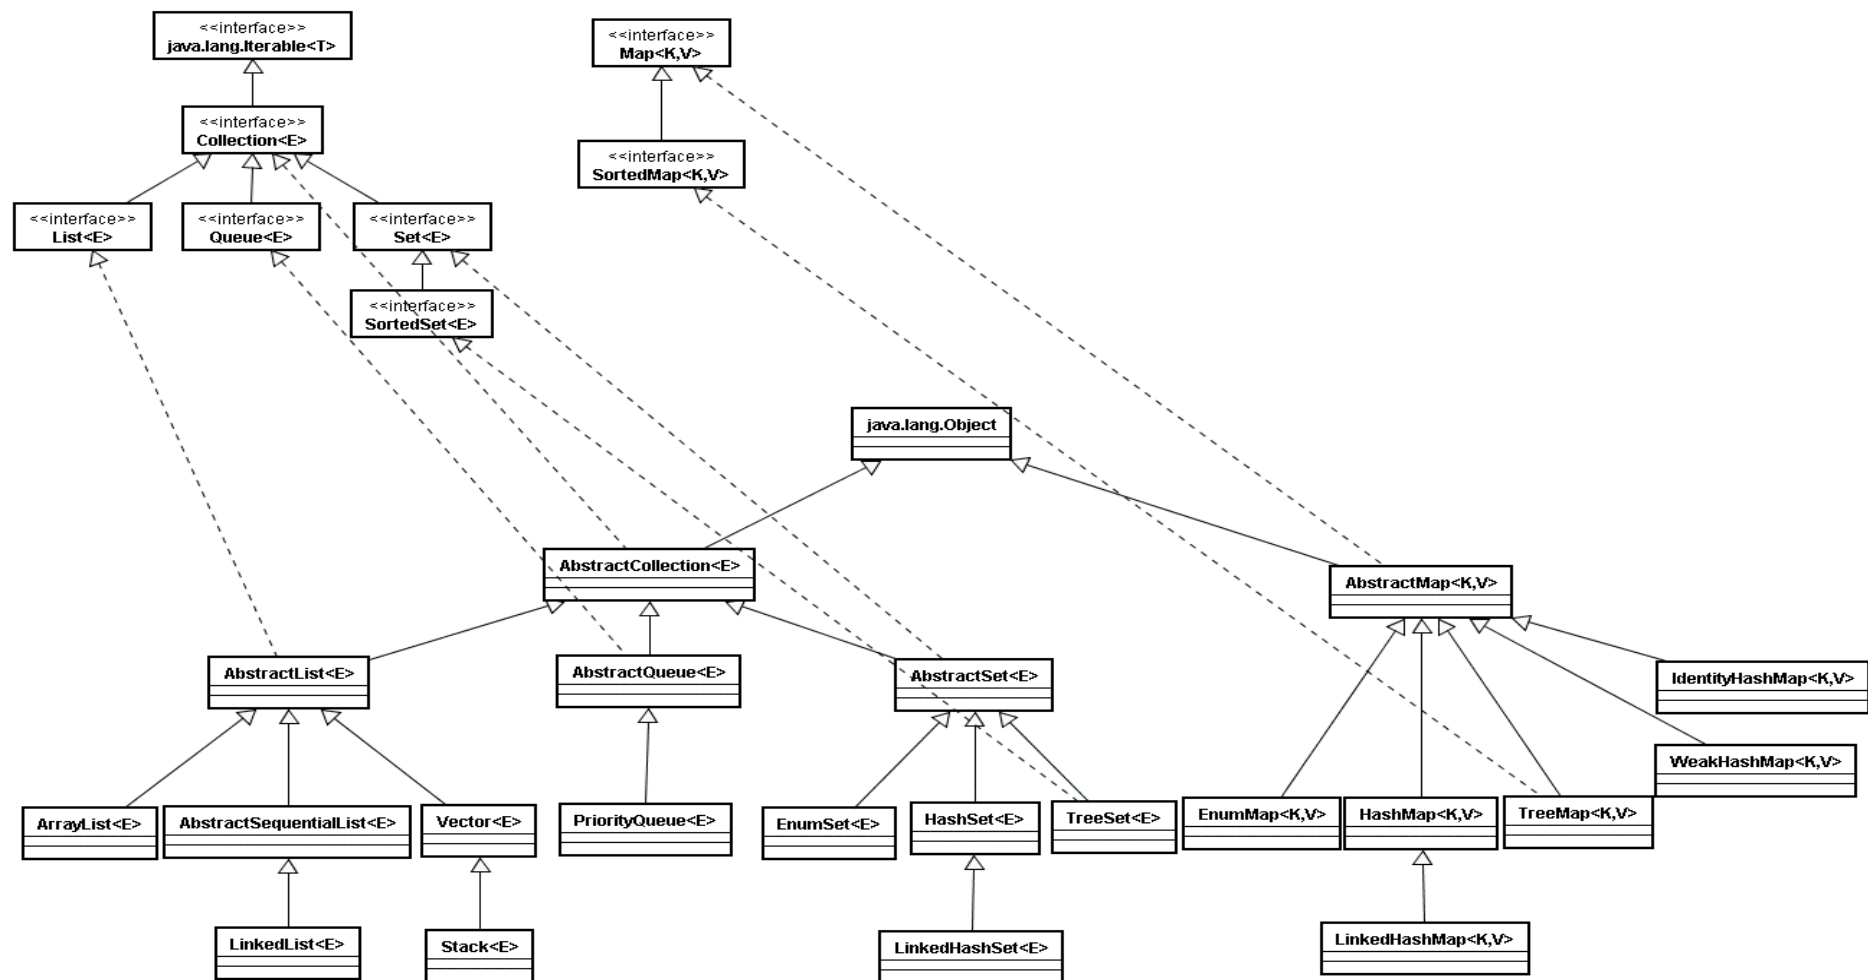 <<interface>>
java.lang.Iterable<T>
<<interface>>
Map<K,V>
<<interface>>
Collection<E>
<<interface>>
SortedMap<K,V>
<<interface>>
List<E>
<<interface>>
Queue<E>
<<interface>>
Set<E>
<<interface>>
SortedSet<E>
java.lang.Object
AbstractCollection<E>
AbstractMap<K,V>
AbstractList<E>
AbstractQueue<E>
AbstractSet<E>
IdentityHashMap<K,V>
WeakHashMap<K,V>
ArrayList<E>
AbstractSequentialList<E>
Vector<E>
PriorityQueue<E>
EnumSet<E>
HashSet<E>
TreeSet<E>
EnumMap<K,V>
HashMap<K,V>
TreeMap<K,V>
LinkedList<E>
Stack<E>
LinkedHashSet<E>
LinkedHashMap<K,V>